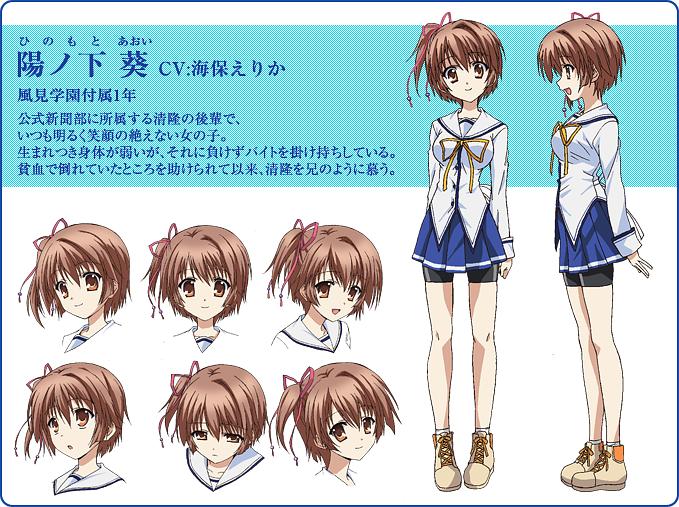 ひのもと あおい
陽ノ下 葵 CV:海保えりか
風見学園付属1年
公式新聞部に所属する清隆の後輩で、
いつも明るく笑顔の絶えない女の子。
生まれつき身体が弱いが、それに負けずバイトを掛け持ちしている。
貧血で倒れていたところを助けられて以来、清隆を兄のように慕う。